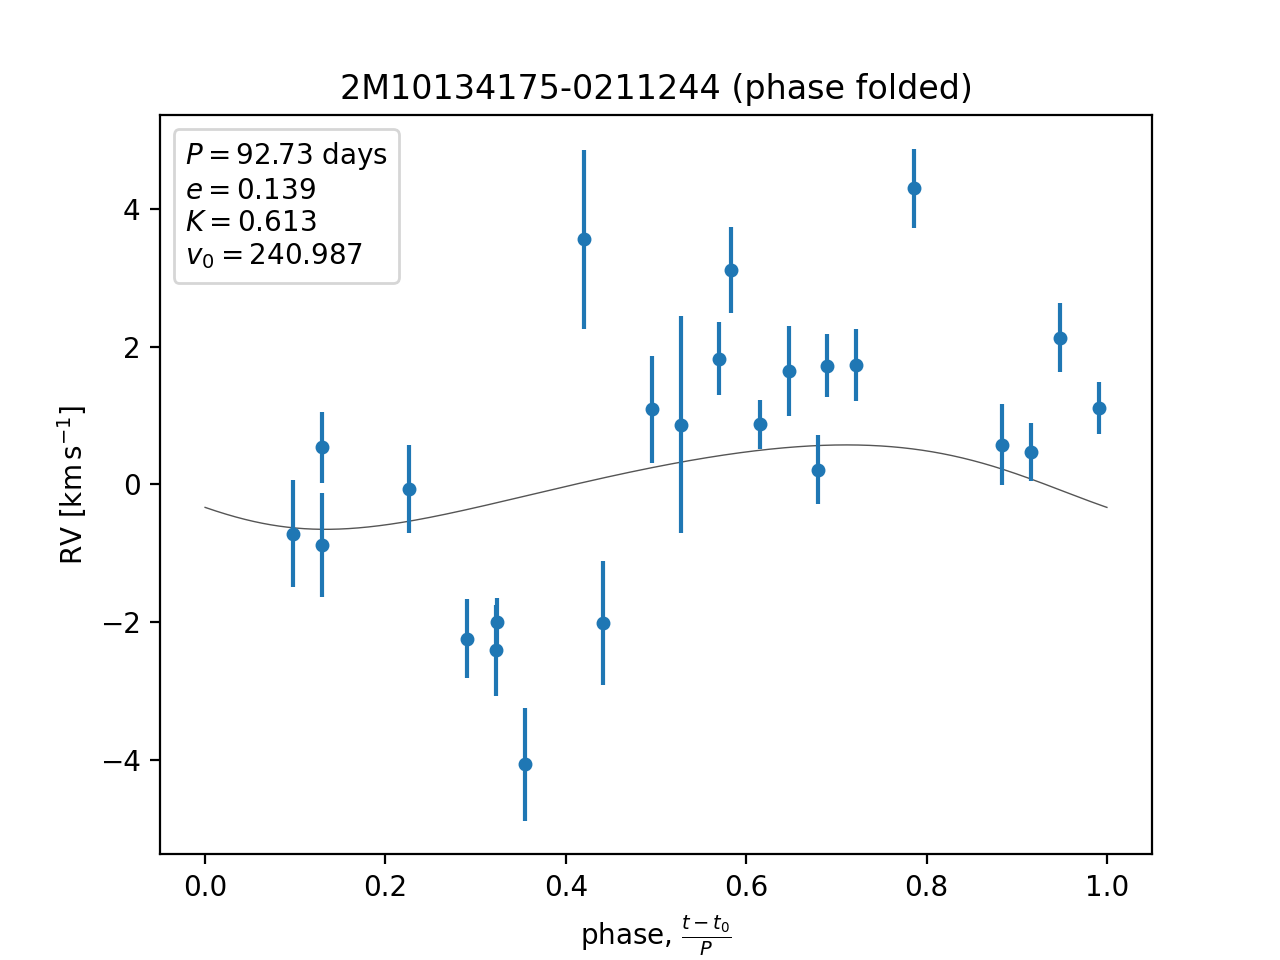 2M10134175-0211244 (phase folded)
P = 92.73 days
e = 0.139
K = 0.613
v₀ = 240.987
4
2
0
−2
−4
RV [km s⁻¹]
0.0 0.2 0.4 0.6 0.8 1.0
phase, (t − t₀)/P